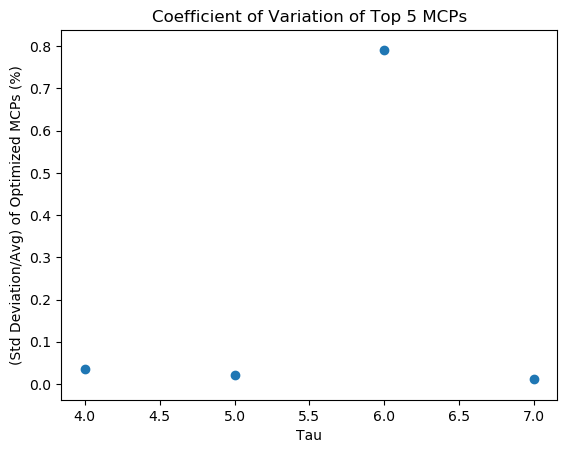 Coefficient of Variation of Top 5 MCPs
(Std Deviation/Avg) of Optimized MCPs (%)
0.8
0.7
0.6
0.5
0.4
0.3
0.2
0.1
0.0
4.0 4.5 5.0 5.5 6.0 6.5 7.0
Tau